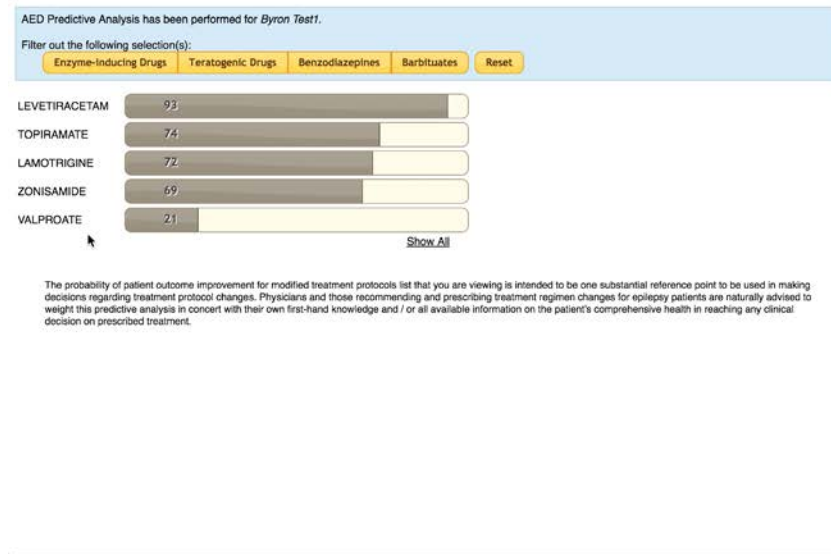 AED Predictive Analysis has been performed for Byron Test1.
Filter out the following selection(s):
Enzyme-Inducing Drugs Teratogenic Drugs Benzodiazepines Barbituates Reset
LEVETIRACETAM 93
TOPIRAMATE 74
LAMOTRIGINE 72
ZONISAMIDE 69
VALPROATE 21
Show All
The probability of patient outcome improvement for modified treatment protocols list that you are viewing is intended to be one substantial reference point to be used in making
decisions regarding treatment protocol changes. Physicians and those recommending and prescribing treatment regimen changes for epilepsy patients are naturally advised to
weight this predictive analysis in concert with their own first-hand knowledge and / or all available information on the patient's comprehensive health in reaching any clinical
decision on prescribed treatment.